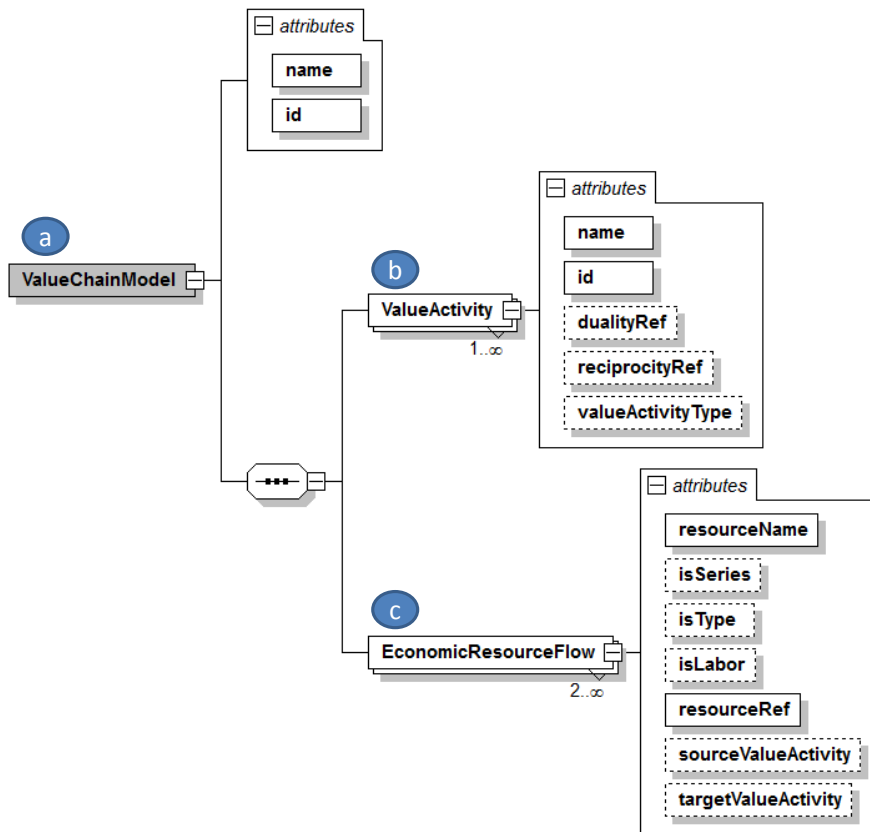 attributes
name
id
a
ValueChainModel
attributes
name
id
dualityRef
reciprocityRef
valueActivityType
b
ValueActivity
1..∞
attributes
resourceName
isSeries
isType
isLabor
resourceRef
sourceValueActivity
targetValueActivity
c
EconomicResourceFlow
2..∞